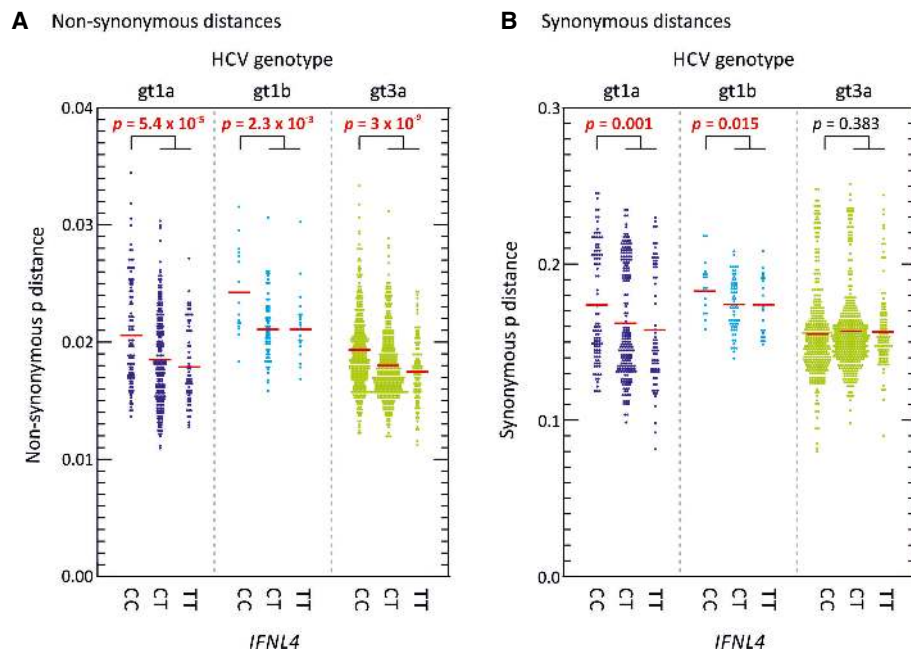 A Non-synonymous distances
HCV genotype
gt1a gt1b gt3a
p = 5.4 x 10⁻⁵ p = 2.3 x 10⁻³ p = 3 x 10⁻⁹
0.04
0.03
0.02
0.01
0.00
Non-synonymous p distance
CC CT TT CC CT TT CC CT TT
IFNL4
B Synonymous distances
HCV genotype
gt1a gt1b gt3a
p = 0.001 p = 0.015 p = 0.383
0.3
0.2
0.1
0.0
Synonymous p distance
CC CT TT CC CT TT CC CT TT
IFNL4